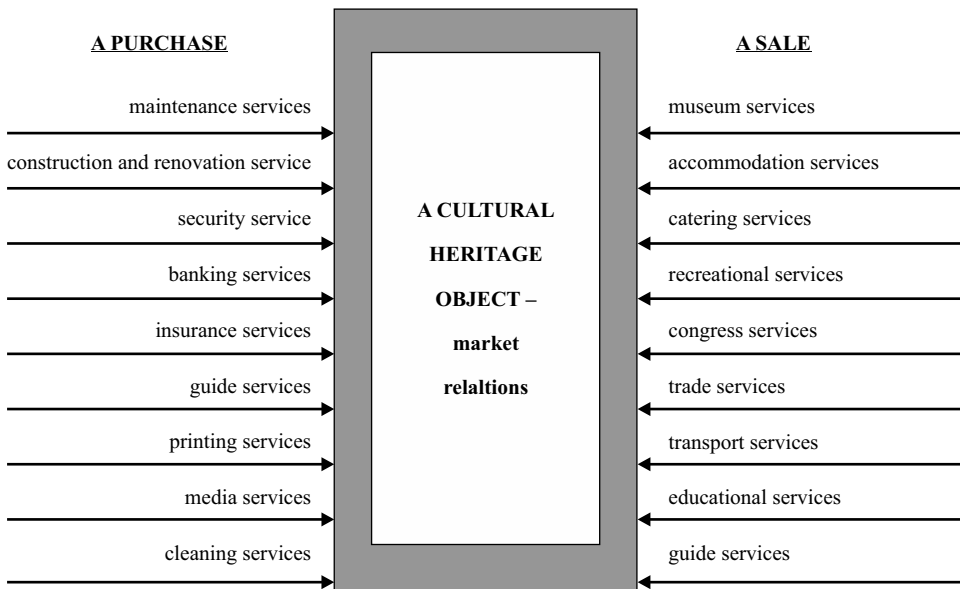 A PURCHASE
maintenance services
construction and renovation service
security service
banking services
insurance services
guide services
printing services
media services
cleaning services
A CULTURAL
HERITAGE
OBJECT –
market
relaltions
A SALE
museum services
accommodation services
catering services
recreational services
congress services
trade services
transport services
educational services
guide services